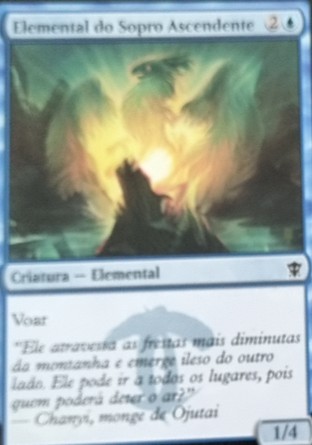 Elemental do Sopro Ascendente 2
Criatura — Elemental
Voar
"Ele atravessa as frestas mais diminutas
da montanha e emerge ileso do outro
lado. Ele pode ir a todos os lugares, pois
quem poderá deter o ar?"
— Chanyi, monge de Ojutai
1/4